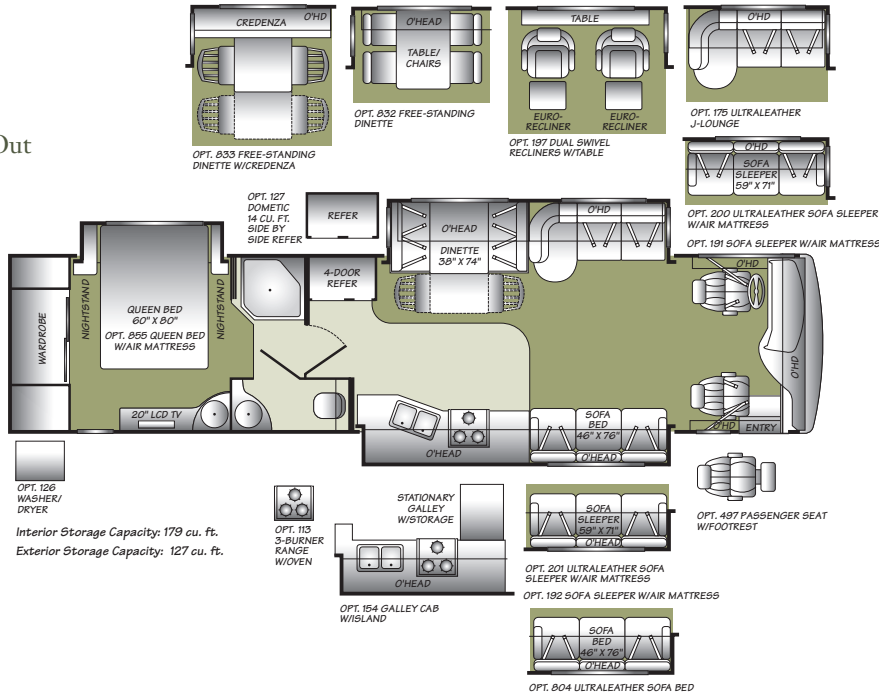 Out
CREDENZA
O'HD
OPT. 833 FREE-STANDING
DINETTE W/CREDENZA
O'HEAD
TABLE/
CHAIRS
OPT. 832 FREE-STANDING
DINETTE
TABLE
EURO-
RECLINER
EURO-
RECLINER
OPT. 197 DUAL SWIVEL
RECLINERS W/TABLE
O'HD
OPT. 175 ULTRALEATHER
J-LOUNGE
O'HD
SOFA
SLEEPER
59" X 71"
OPT. 200 ULTRALEATHER SOFA SLEEPER
W/AIR MATTRESS
OPT. 191 SOFA SLEEPER W/AIR MATTRESS
OPT. 127
DOMETIC
14 CU. FT.
SIDE BY
SIDE REFER
REFER
4-DOOR
REFER
O'HEAD
DINETTE
38" X 74"
O'HD
O'HD
O'HD
O'HD
ENTRY
WARDROBE
NIGHTSTAND
QUEEN BED
60" X 80"
OPT. 855 QUEEN BED
W/AIR MATTRESS
NIGHTSTAND
20" LCD TV
O'HEAD
SOFA
BED
46" X 76"
O'HEAD
OPT. 126
WASHER/
DRYER
Interior Storage Capacity: 179 cu. ft.
Exterior Storage Capacity: 127 cu. ft.
OPT. 113
3-BURNER
RANGE
W/OVEN
STATIONARY
GALLEY
W/STORAGE
O'HEAD
OPT. 154 GALLEY CAB
W/ISLAND
SOFA
SLEEPER
59" X 71"
O'HEAD
OPT. 201 ULTRALEATHER SOFA
SLEEPER W/AIR MATTRESS
OPT. 192 SOFA SLEEPER W/AIR MATTRESS
SOFA
BED
46" X 76"
O'HEAD
OPT. 804 ULTRALEATHER SOFA BED
OPT. 497 PASSENGER SEAT
W/FOOTREST